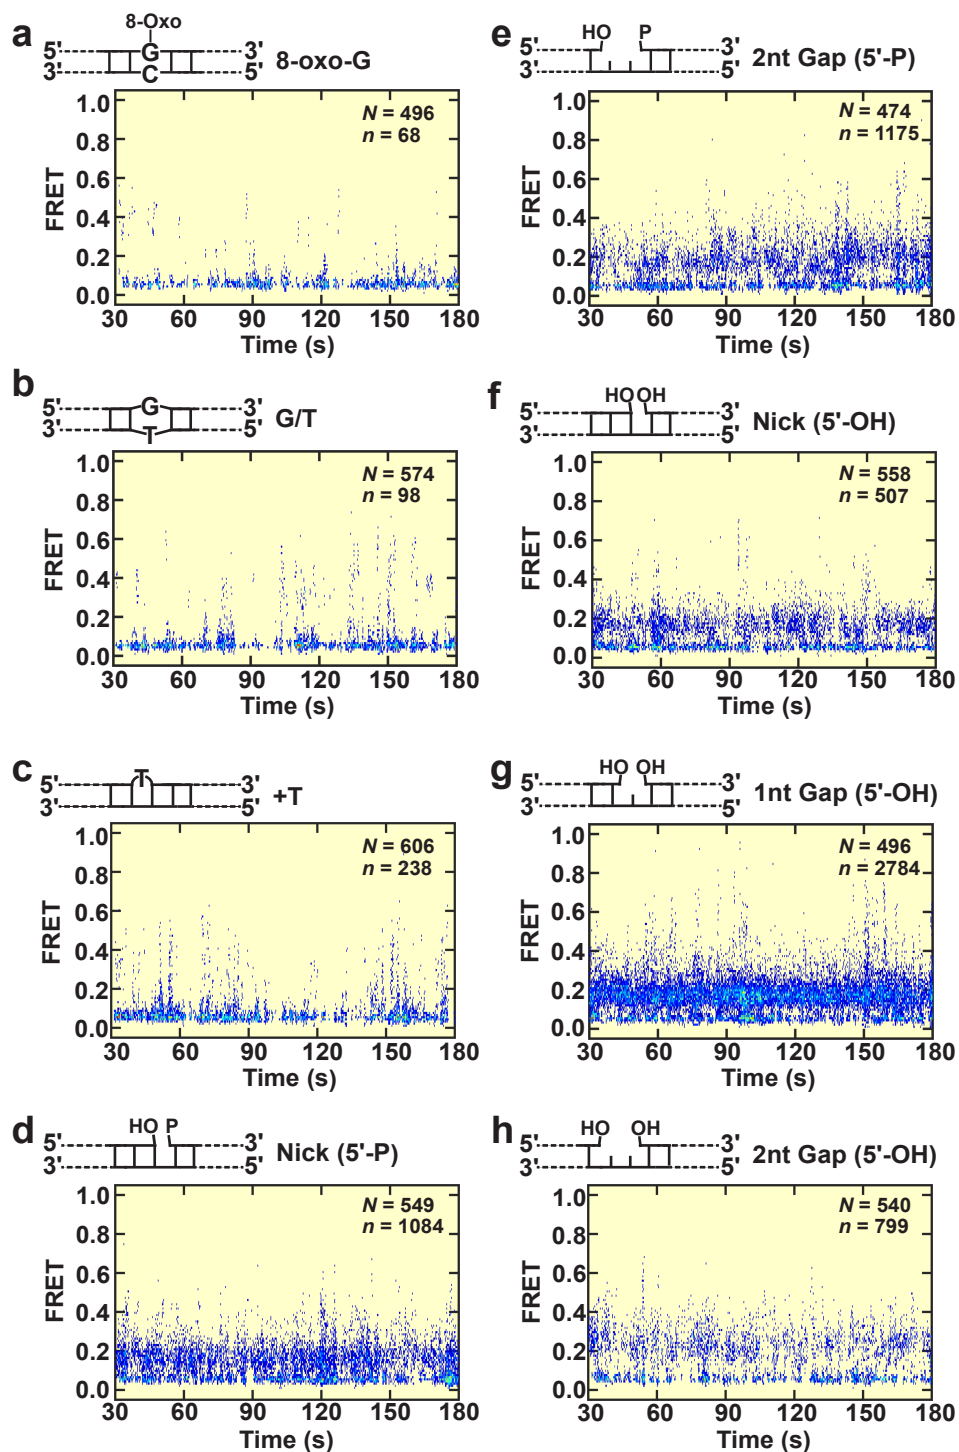 a
8-Oxo
5' G 3'
3' C 5'
8-oxo-G
N = 496
n = 68
FRET
1.0
0.8
0.6
0.4
0.2
0.0
30 60 90 120 150 180
Time (s)
b
5' G 3'
3' T 5'
G/T
N = 574
n = 98
FRET
1.0
0.8
0.6
0.4
0.2
0.0
30 60 90 120 150 180
Time (s)
c
5' T 3'
3' 5'
+T
N = 606
n = 238
FRET
1.0
0.8
0.6
0.4
0.2
0.0
30 60 90 120 150 180
Time (s)
d
HO P
5' 3'
3' 5'
Nick (5'-P)
N = 549
n = 1084
FRET
1.0
0.8
0.6
0.4
0.2
0.0
30 60 90 120 150 180
Time (s)
e
HO P
5' 3'
3' 5'
2nt Gap (5'-P)
N = 474
n = 1175
FRET
1.0
0.8
0.6
0.4
0.2
0.0
30 60 90 120 150 180
Time (s)
f
HO OH
5' 3'
3' 5'
Nick (5'-OH)
N = 558
n = 507
FRET
1.0
0.8
0.6
0.4
0.2
0.0
30 60 90 120 150 180
Time (s)
g
HO OH
5' 3'
3' 5'
1nt Gap (5'-OH)
N = 496
n = 2784
FRET
1.0
0.8
0.6
0.4
0.2
0.0
30 60 90 120 150 180
Time (s)
h
HO OH
5' 3'
3' 5'
2nt Gap (5'-OH)
N = 540
n = 799
FRET
1.0
0.8
0.6
0.4
0.2
0.0
30 60 90 120 150 180
Time (s)